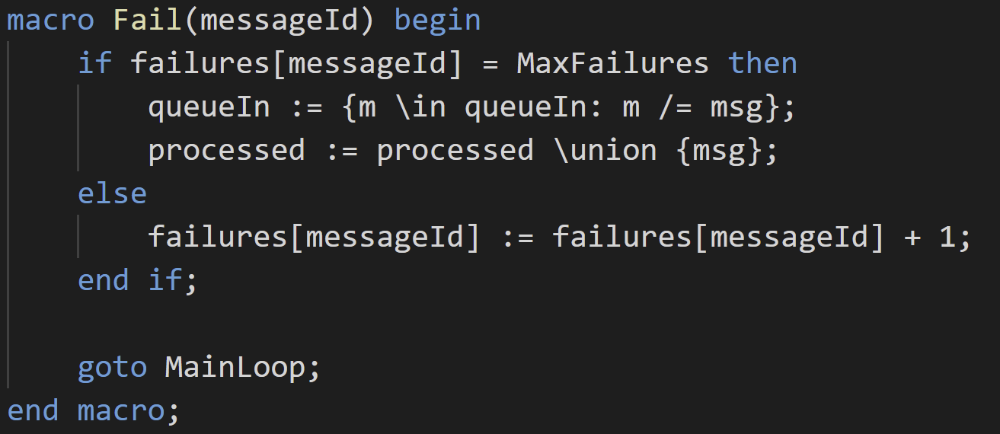 macro Fail(messageId) begin
    if failures[messageId] = MaxFailures then
        queueIn := {m \in queueIn: m /= msg};
        processed := processed \union {msg};
    else
        failures[messageId] := failures[messageId] + 1;
    end if;

    goto MainLoop;
end macro;